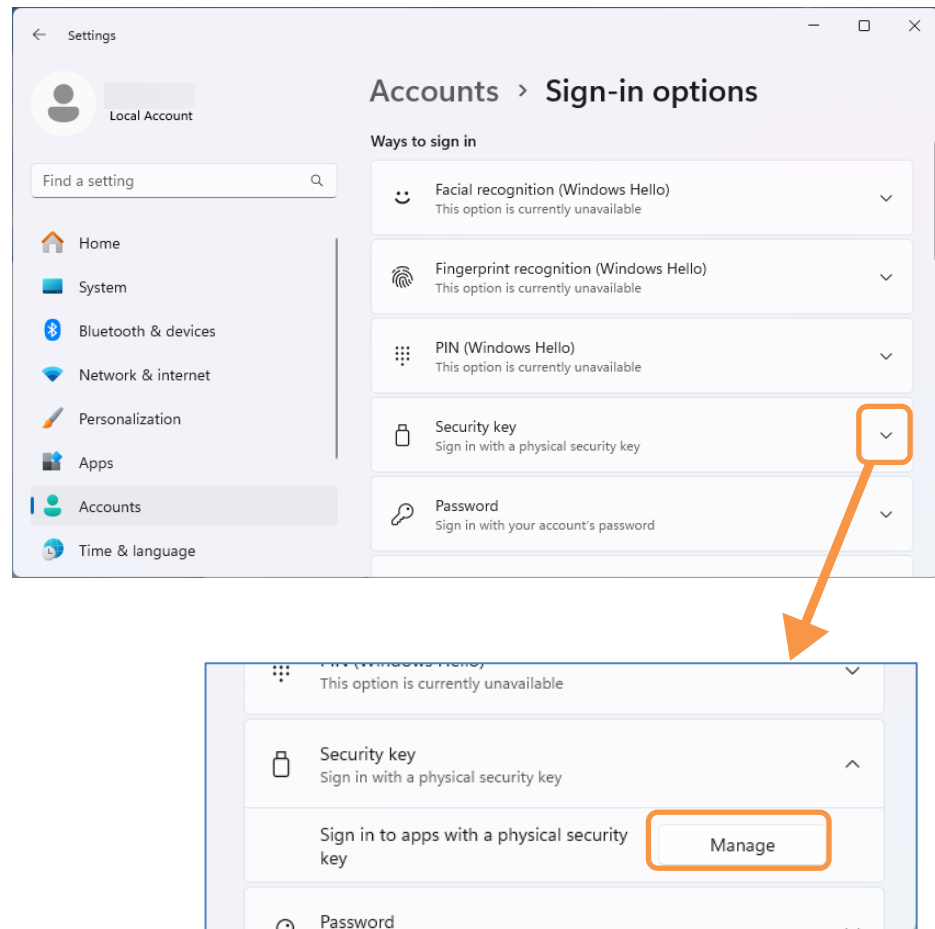 Settings
Local Account
Find a setting
Home
System
Bluetooth & devices
Network & internet
Personalization
Apps
Accounts
Time & language
Accounts > Sign-in options
Ways to sign in
Facial recognition (Windows Hello)
This option is currently unavailable
Fingerprint recognition (Windows Hello)
This option is currently unavailable
PIN (Windows Hello)
This option is currently unavailable
Security key
Sign in with a physical security key
Password
Sign in with your account's password
PIN (Windows Hello)
This option is currently unavailable
Security key
Sign in with a physical security key
Sign in to apps with a physical security
key
Manage
Password